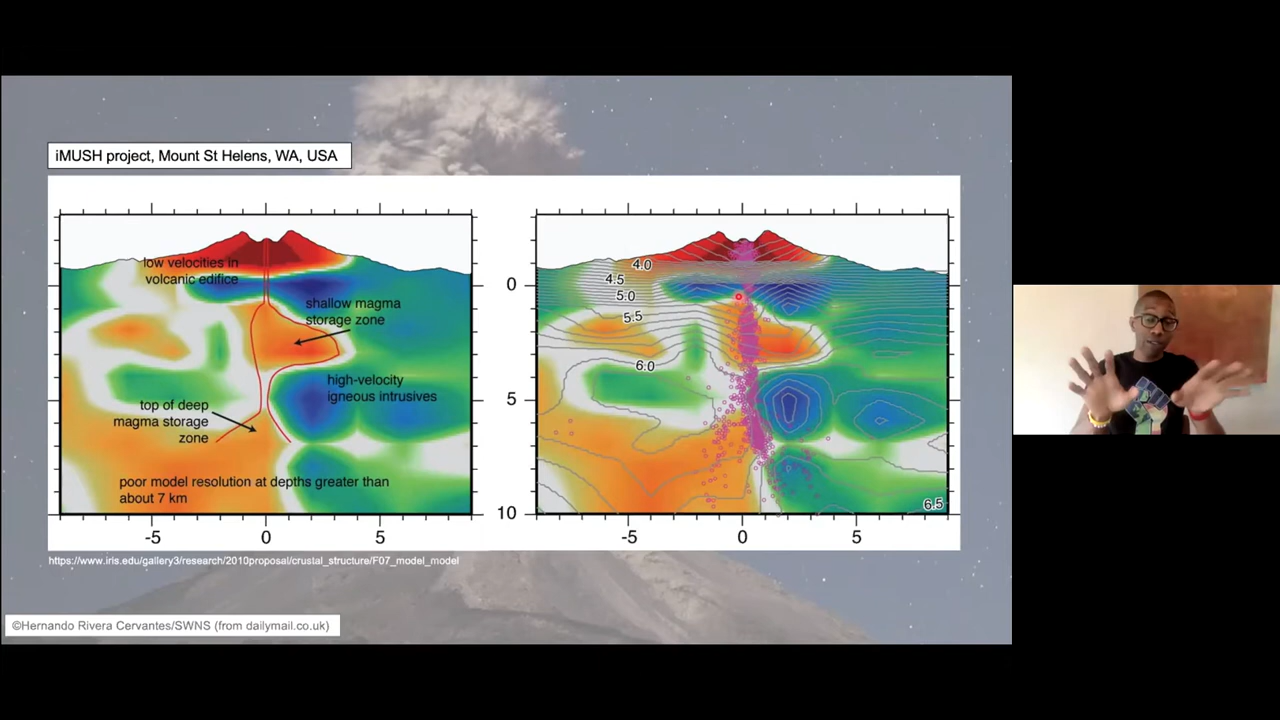 iMUSH project, Mount St Helens, WA, USA
low velocities in
volcanic edifice
shallow magma
storage zone
high-velocity
igneous intrusives
top of deep
magma storage
zone
poor model resolution at depths greater than
about 7 km
-5 0 5
0
5
10
4.0
4.5
5.0
5.5
6.0
6.5
-5 0 5
https://www.iris.edu/gallery3/research/2010proposal/crustal_structure/F07_model_model
©Hernando Rivera Cervantes/SWNS (from dailymail.co.uk)